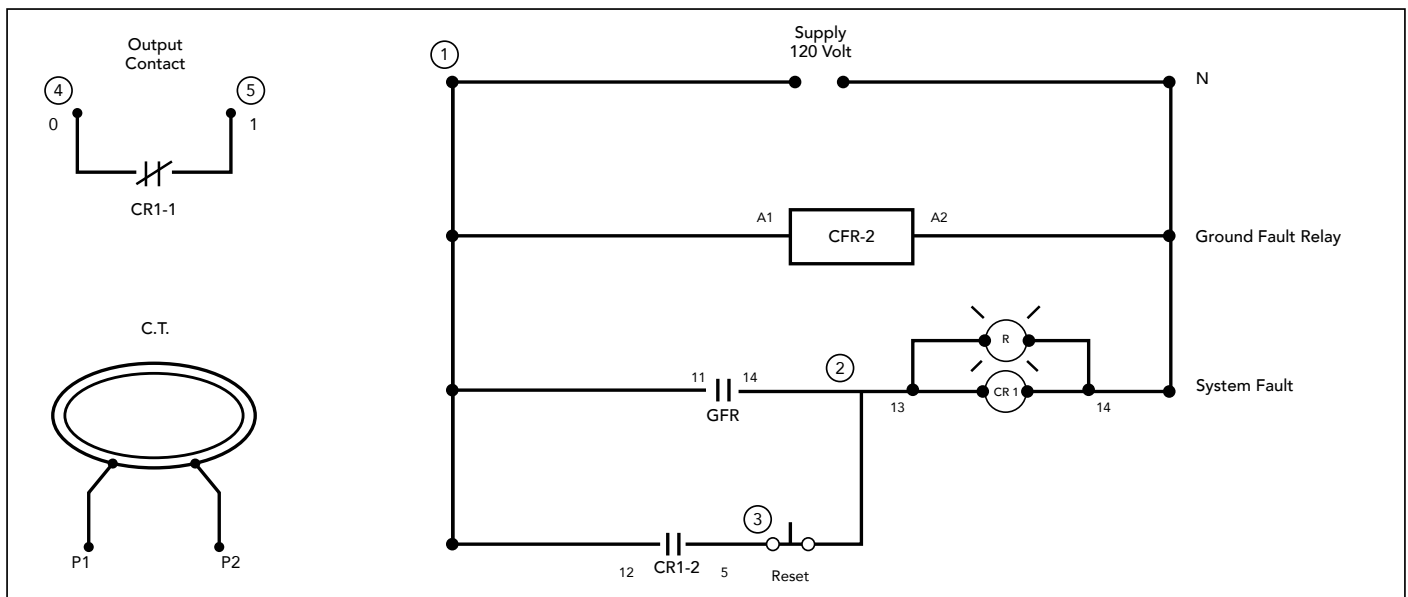 Output
Contact
4
5
0
1
CR1-1
C.T.
P1
P2
1
Supply
120 Volt
N
A1
CFR-2
A2
Ground Fault Relay
R
11
14
GFR
2
13
CR 1
14
System Fault
3
12
CR1-2
5
Reset